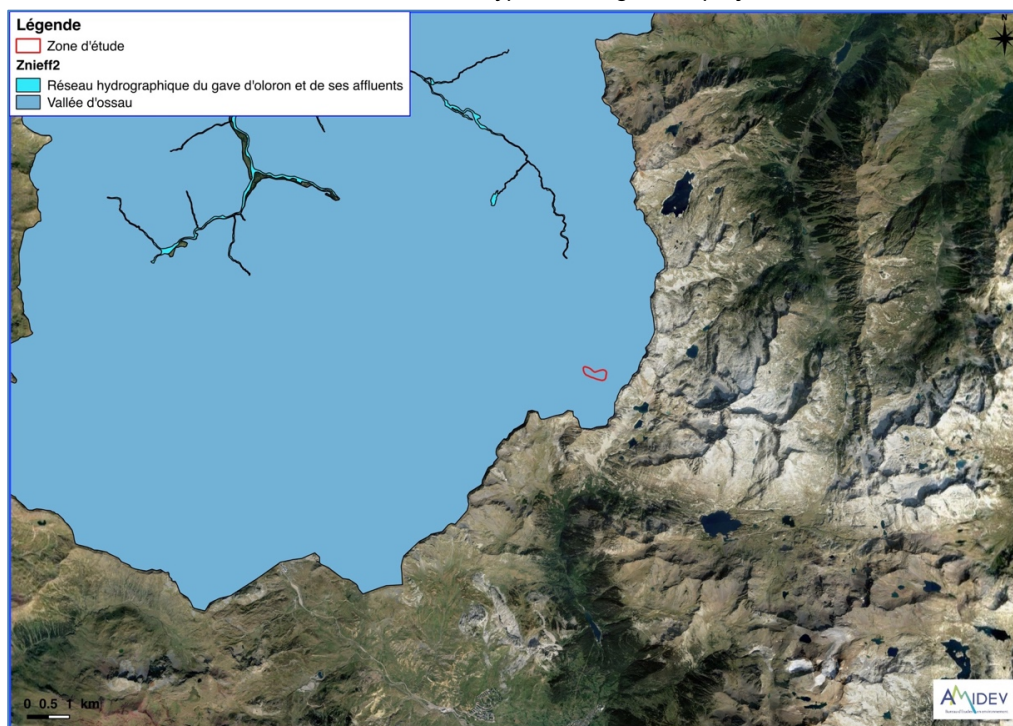 Légende
Zone d'étude
Znieff2
Réseau hydrographique du gave d'oloron et de ses affluents
Vallée d'ossau
N
0 0.5 1 km
AMIDEV